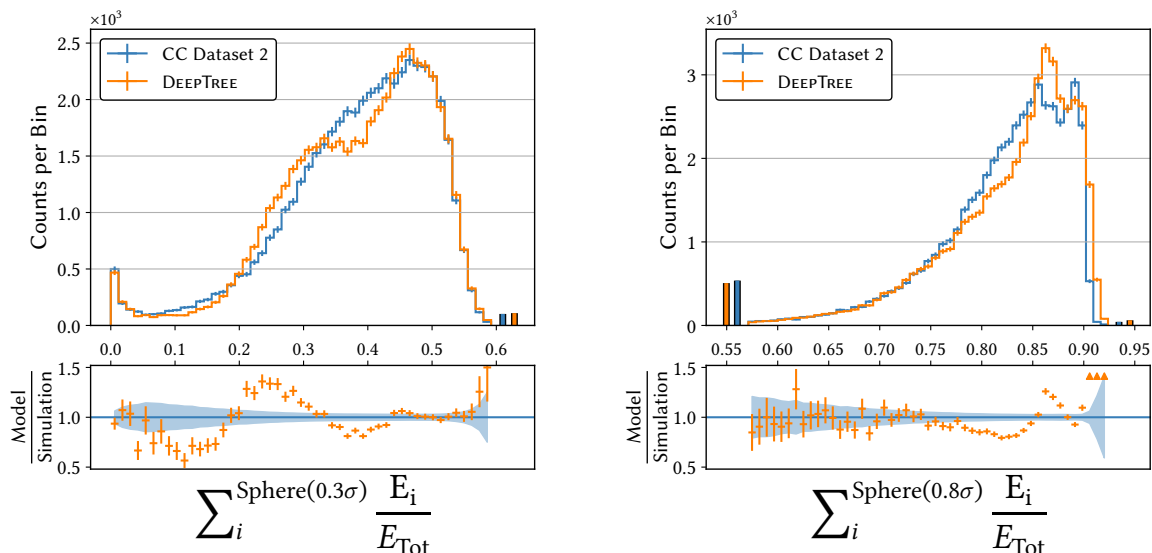 ×10³
CC Dataset 2
DEEPTREE
Counts per Bin
2.5
2.0
1.5
1.0
0.5
0.0
0.0 0.1 0.2 0.3 0.4 0.5 0.6
Model
Simulation
1.5
1.0
0.5
∑ᵢ Sphere(0.3σ) Eᵢ
E_Tot
×10³
CC Dataset 2
DEEPTREE
Counts per Bin
3
2
1
0
0.55 0.60 0.65 0.70 0.75 0.80 0.85 0.90 0.95
Model
Simulation
1.5
1.0
0.5
∑ᵢ Sphere(0.8σ) Eᵢ
E_Tot